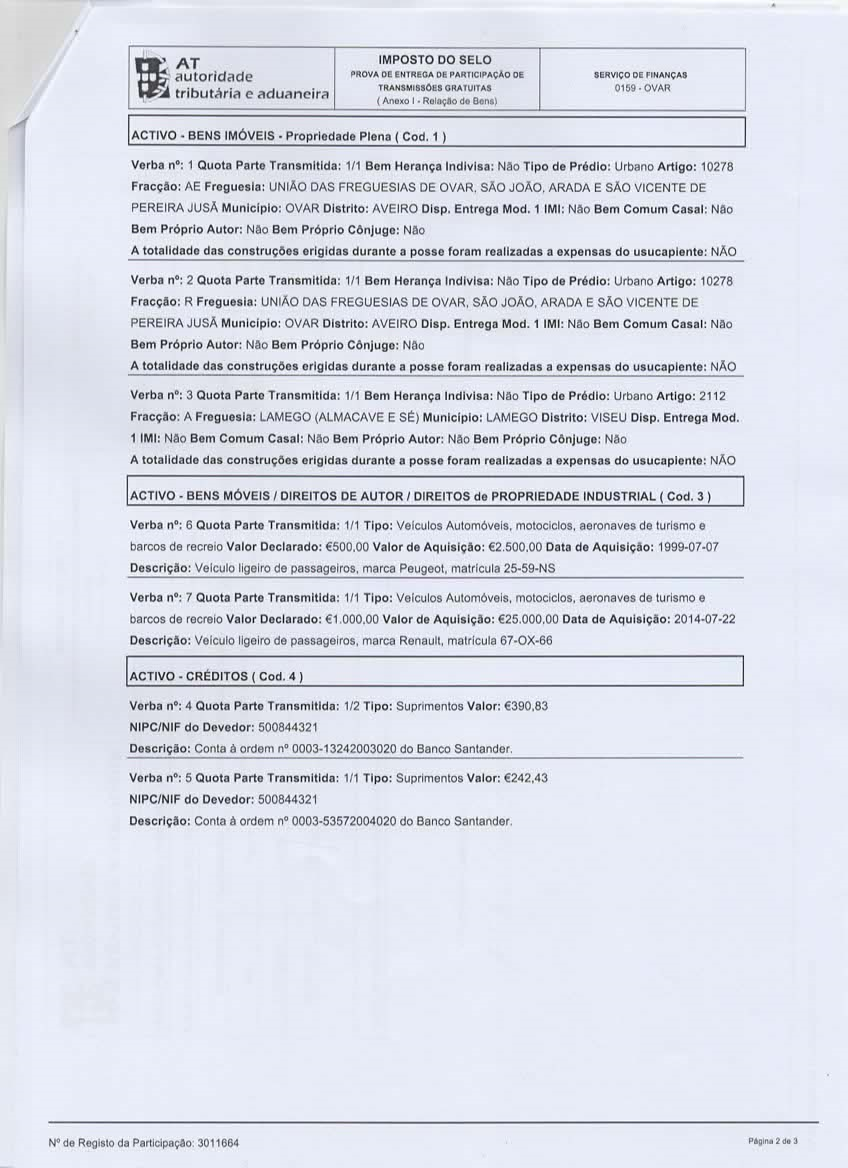 AT
autoridade
tributária e aduaneira
IMPOSTO DO SELO
PROVA DE ENTREGA DE PARTICIPAÇÃO DE
TRANSMISSÕES GRATUITAS
( Anexo I - Relação de Bens)
SERVIÇO DE FINANÇAS
0159 - OVAR
ACTIVO - BENS IMÓVEIS - Propriedade Plena ( Cod. 1 )
Verba nº: 1 Quota Parte Transmitida: 1/1 Bem Herança Indivisa: Não Tipo de Prédio: Urbano Artigo: 10278
Fracção: AE Freguesia: UNIÃO DAS FREGUESIAS DE OVAR, SÃO JOÃO, ARADA E SÃO VICENTE DE
PEREIRA JUSÃ Município: OVAR Distrito: AVEIRO Disp. Entrega Mod. 1 IMI: Não Bem Comum Casal: Não
Bem Próprio Autor: Não Bem Próprio Cônjuge: Não
A totalidade das construções erigidas durante a posse foram realizadas a expensas do usucapiente: NÃO
Verba nº: 2 Quota Parte Transmitida: 1/1 Bem Herança Indivisa: Não Tipo de Prédio: Urbano Artigo: 10278
Fracção: R Freguesia: UNIÃO DAS FREGUESIAS DE OVAR, SÃO JOÃO, ARADA E SÃO VICENTE DE
PEREIRA JUSÃ Município: OVAR Distrito: AVEIRO Disp. Entrega Mod. 1 IMI: Não Bem Comum Casal: Não
Bem Próprio Autor: Não Bem Próprio Cônjuge: Não
A totalidade das construções erigidas durante a posse foram realizadas a expensas do usucapiente: NÃO
Verba nº: 3 Quota Parte Transmitida: 1/1 Bem Herança Indivisa: Não Tipo de Prédio: Urbano Artigo: 2112
Fracção: A Freguesia: LAMEGO (ALMACAVE E SÉ) Município: LAMEGO Distrito: VISEU Disp. Entrega Mod.
1 IMI: Não Bem Comum Casal: Não Bem Próprio Autor: Não Bem Próprio Cônjuge: Não
A totalidade das construções erigidas durante a posse foram realizadas a expensas do usucapiente: NÃO
ACTIVO - BENS MÓVEIS / DIREITOS DE AUTOR / DIREITOS de PROPRIEDADE INDUSTRIAL ( Cod. 3 )
Verba nº: 6 Quota Parte Transmitida: 1/1 Tipo: Veículos Automóveis, motociclos, aeronaves de turismo e
barcos de recreio Valor Declarado: €500,00 Valor de Aquisição: €2.500,00 Data de Aquisição: 1999-07-07
Descrição: Veículo ligeiro de passageiros, marca Peugeot, matrícula 25-59-NS
Verba nº: 7 Quota Parte Transmitida: 1/1 Tipo: Veículos Automóveis, motociclos, aeronaves de turismo e
barcos de recreio Valor Declarado: €1.000,00 Valor de Aquisição: €25.000,00 Data de Aquisição: 2014-07-22
Descrição: Veículo ligeiro de passageiros, marca Renault, matrícula 67-OX-66
ACTIVO - CRÉDITOS ( Cod. 4 )
Verba nº: 4 Quota Parte Transmitida: 1/2 Tipo: Suprimentos Valor: €390,83
NIPC/NIF do Devedor: 500844321
Descrição: Conta à ordem nº 0003-13242003020 do Banco Santander.
Verba nº: 5 Quota Parte Transmitida: 1/1 Tipo: Suprimentos Valor: €242,43
NIPC/NIF do Devedor: 500844321
Descrição: Conta à ordem nº 0003-53572004020 do Banco Santander.
Nº de Registo da Participação: 3011664
Página 2 de 3